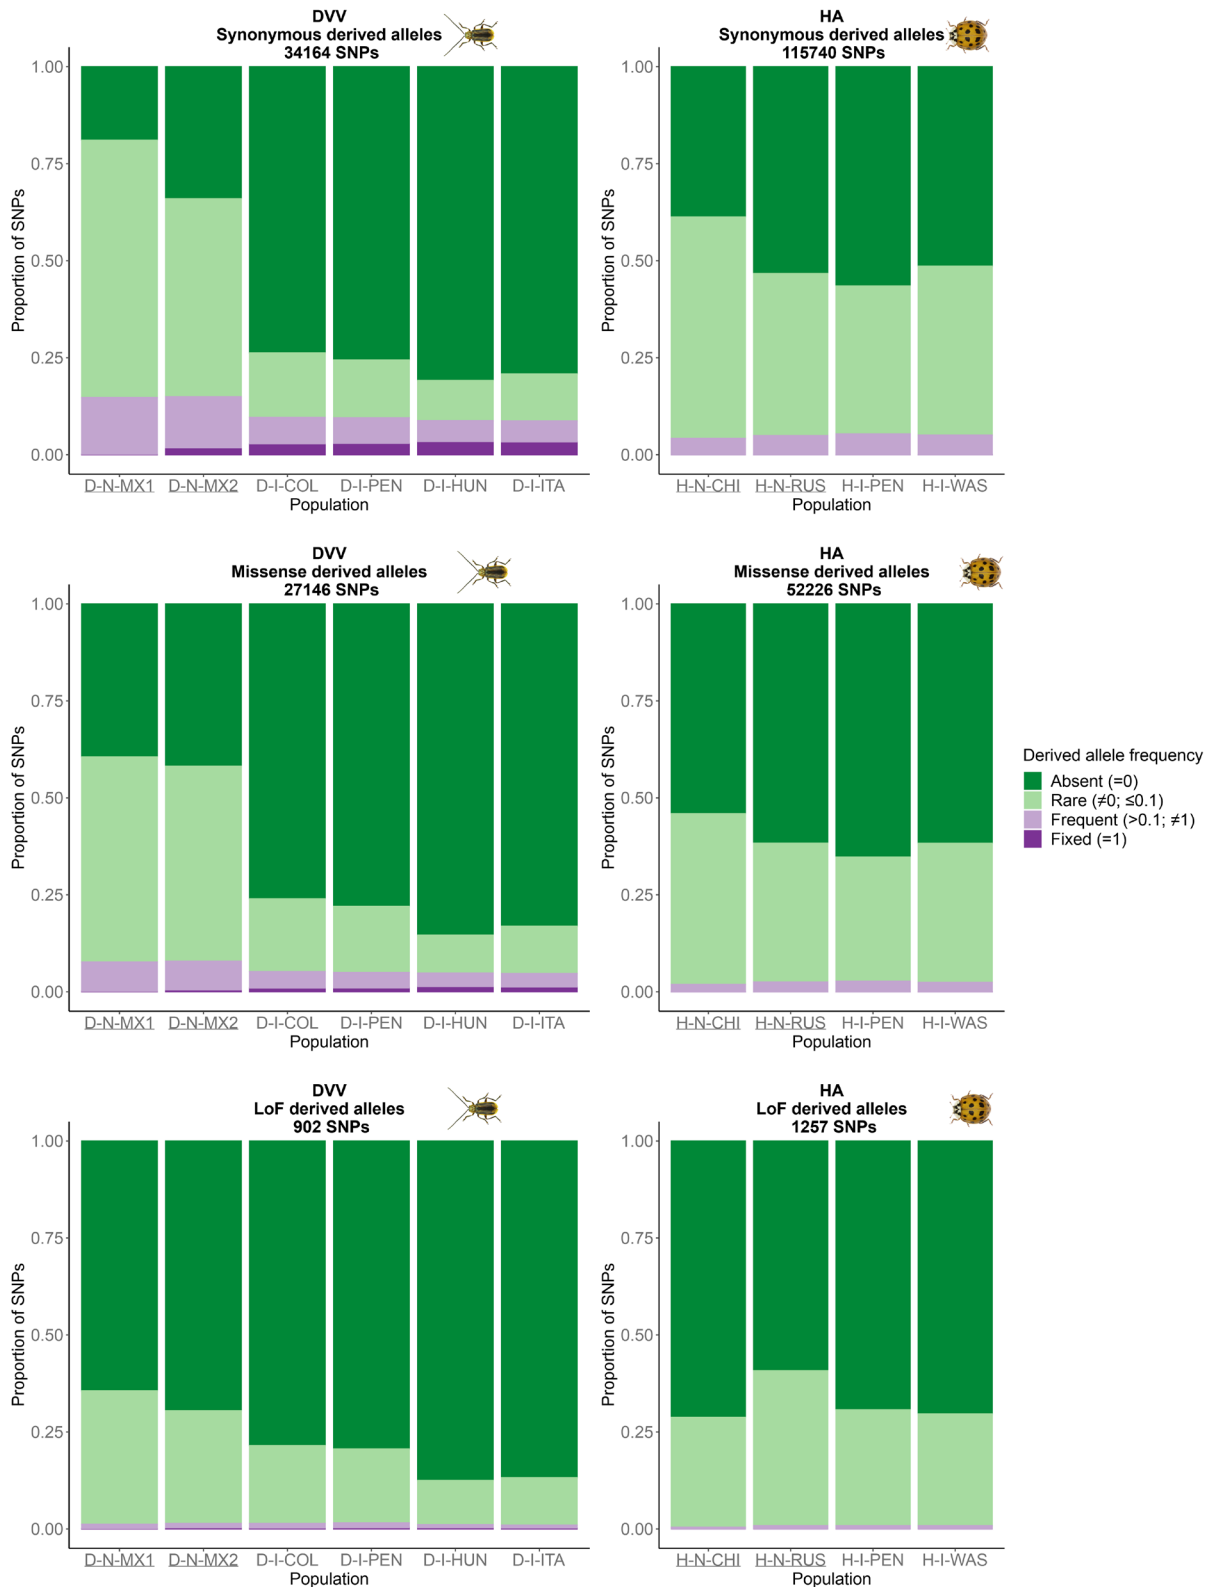 DVV
Synonymous derived alleles
34164 SNPs
1.00
0.75
0.50
0.25
0.00
Proportion of SNPs
D-N-MX1 D-N-MX2 D-I-COL D-I-PEN D-I-HUN D-I-ITA
Population
HA
Synonymous derived alleles
115740 SNPs
1.00
0.75
0.50
0.25
0.00
Proportion of SNPs
H-N-CHI H-N-RUS H-I-PEN H-I-WAS
Population
DVV
Missense derived alleles
27146 SNPs
1.00
0.75
0.50
0.25
0.00
Proportion of SNPs
D-N-MX1 D-N-MX2 D-I-COL D-I-PEN D-I-HUN D-I-ITA
Population
HA
Missense derived alleles
52226 SNPs
1.00
0.75
0.50
0.25
0.00
Proportion of SNPs
H-N-CHI H-N-RUS H-I-PEN H-I-WAS
Population
Derived allele frequency
Absent (=0)
Rare (≠0; ≤0.1)
Frequent (>0.1; ≠1)
Fixed (=1)
DVV
LoF derived alleles
902 SNPs
1.00
0.75
0.50
0.25
0.00
Proportion of SNPs
D-N-MX1 D-N-MX2 D-I-COL D-I-PEN D-I-HUN D-I-ITA
Population
HA
LoF derived alleles
1257 SNPs
1.00
0.75
0.50
0.25
0.00
Proportion of SNPs
H-N-CHI H-N-RUS H-I-PEN H-I-WAS
Population